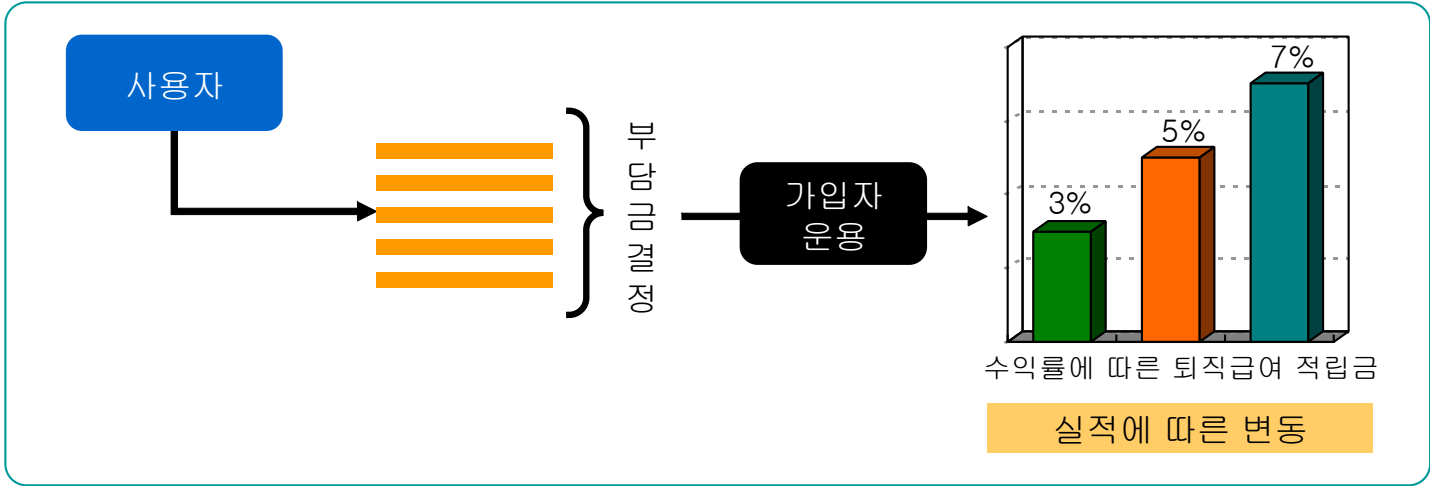 사용자
부담금결정
가입자
운용
3%
5%
7%
수익률에 따른 퇴직급여 적립금
실적에 따른 변동